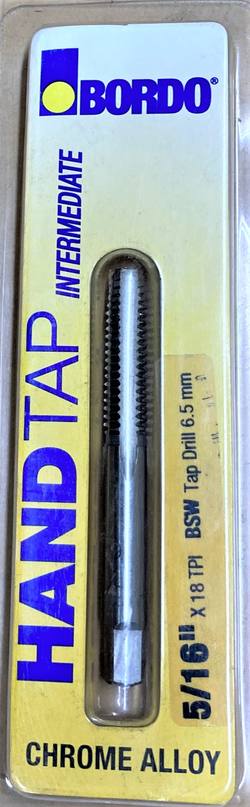 BORDO®
HAND TAP INTERMEDIATE
5/16" X 18 TPI BSW Tap Drill 6.5 mm
CHROME ALLOY